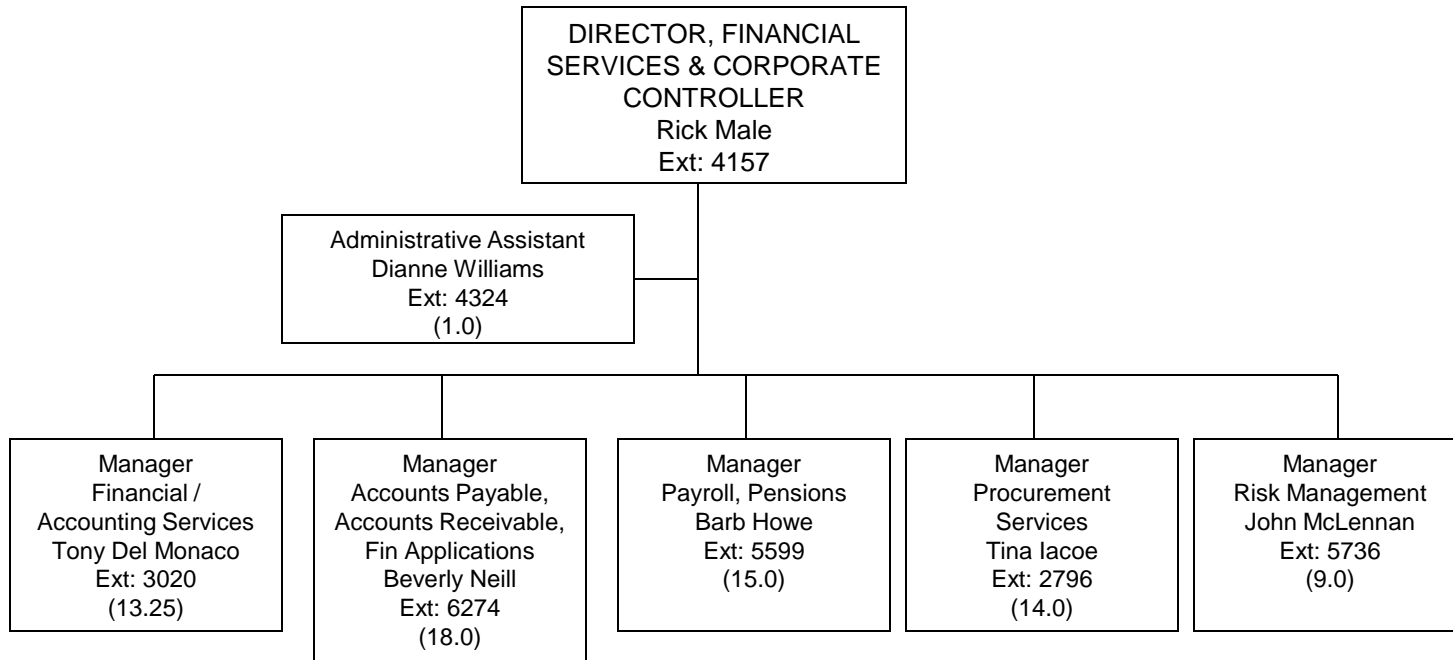 DIRECTOR, FINANCIAL
SERVICES & CORPORATE
CONTROLLER
Rick Male
Ext: 4157
Administrative Assistant
Dianne Williams
Ext: 4324
(1.0)
Manager
Financial /
Accounting Services
Tony Del Monaco
Ext: 3020
(13.25)
Manager
Accounts Payable,
Accounts Receivable,
Fin Applications
Beverly Neill
Ext: 6274
(18.0)
Manager
Payroll, Pensions
Barb Howe
Ext: 5599
(15.0)
Manager
Procurement
Services
Tina Iacoe
Ext: 2796
(14.0)
Manager
Risk Management
John McLennan
Ext: 5736
(9.0)